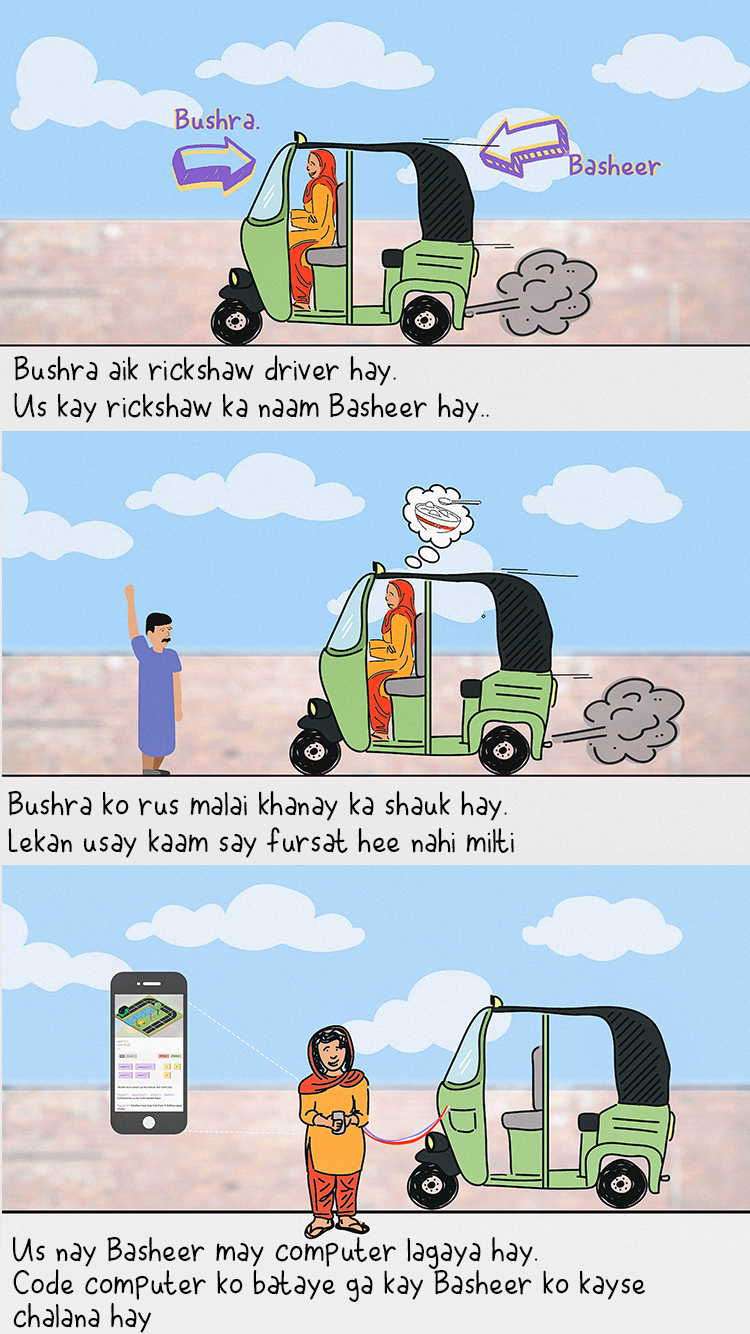 Bushra.
Basheer
Bushra aik rickshaw driver hay.
Us kay rickshaw ka naam Basheer hay..
Bushra ko rus malai khanay ka shauk hay.
Lekan usay kaam say fursat hee nahi milti
Us nay Basheer may computer lagaya hay.
Code computer ko bataye ga kay Basheer ko kayse
chalana hay